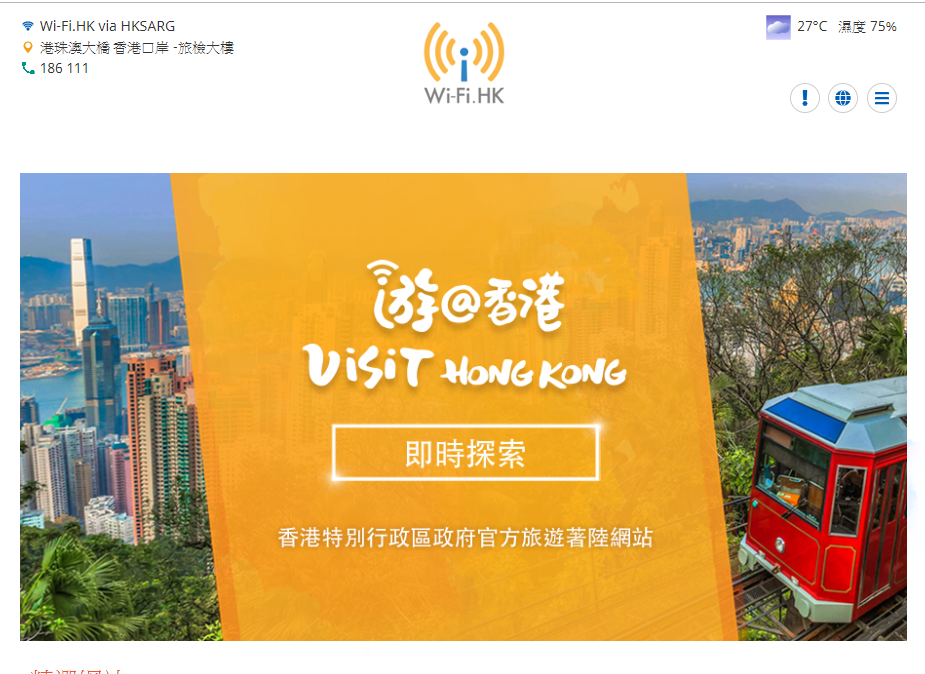 Wi-Fi.HK via HKSARG
港珠澳大橋 香港口岸 -旅檢大樓
186 111
Wi-Fi.HK
27°C 濕度 75%
游@香港
VISIT HONG KONG
即時探索
香港特別行政區政府官方旅遊著陸網站